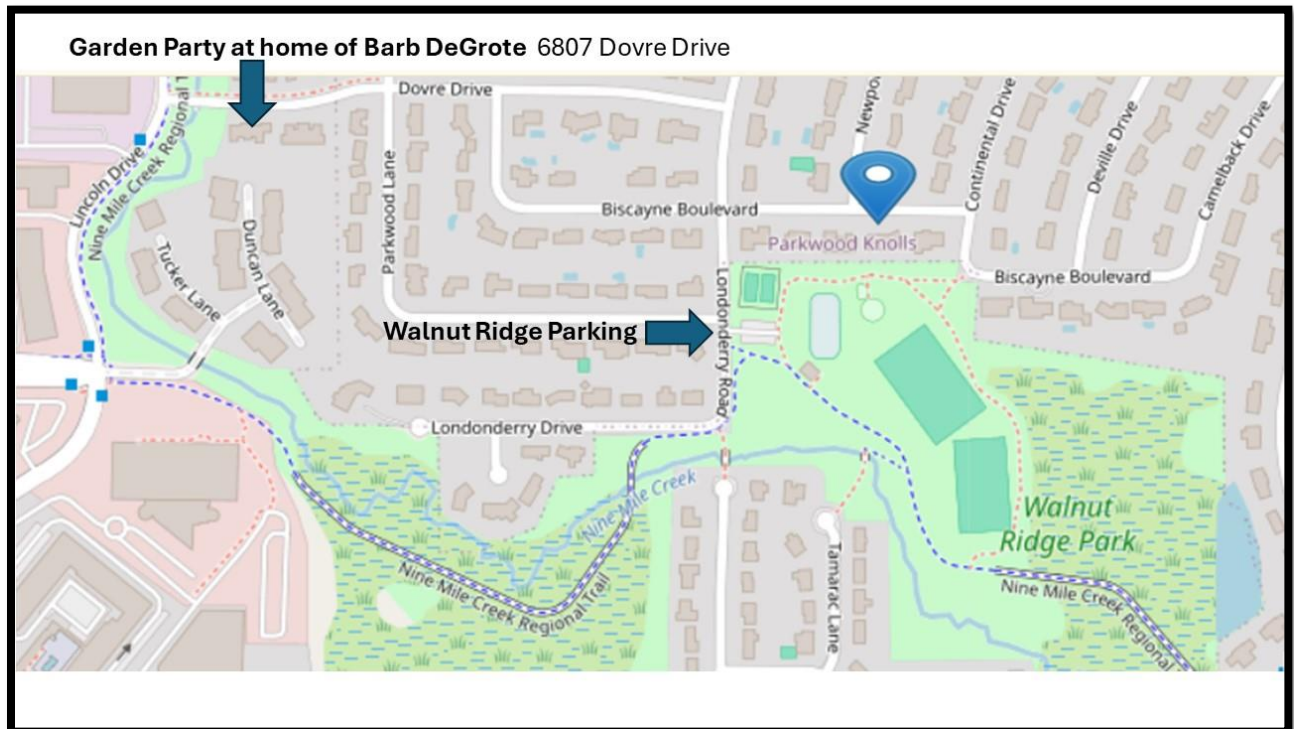 Garden Party at home of Barb DeGrote 6807 Dovre Drive
Dovre Drive
Lincoln Drive
Nine Mile Creek Regional T
Parkwood Lane
Biscayne Boulevard
Newpo
Continental Drive
Deville Drive
Camelback Drive
Parkwood Knolls
Biscayne Boulevard
Tucker Lane
Duncan Lane
Londonderry Road
Walnut Ridge Parking
Londonderry Drive
Nine Mile Creek
Walnut
Ridge Park
Tamarac Lane
Nine Mile Creek Regional Trail
Nine Mile Creek Regional